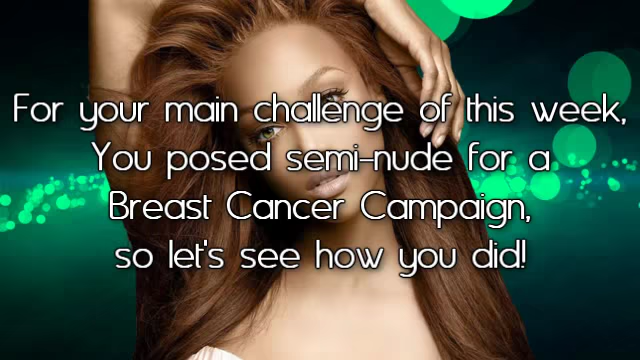 For your main challenge of this week,
You posed semi-nude for a
Breast Cancer Campaign,
so let's see how you did!